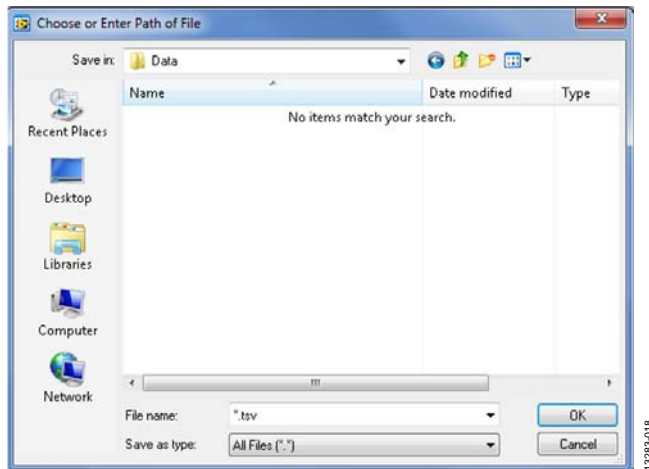 Choose or Enter Path of File
Save in:
Data
Name
Date modified
Type
No items match your search.
Recent Places
Desktop
Libraries
Computer
Network
File name:
*.tsv
OK
Save as type:
All Files (*.*)
Cancel
13283-018